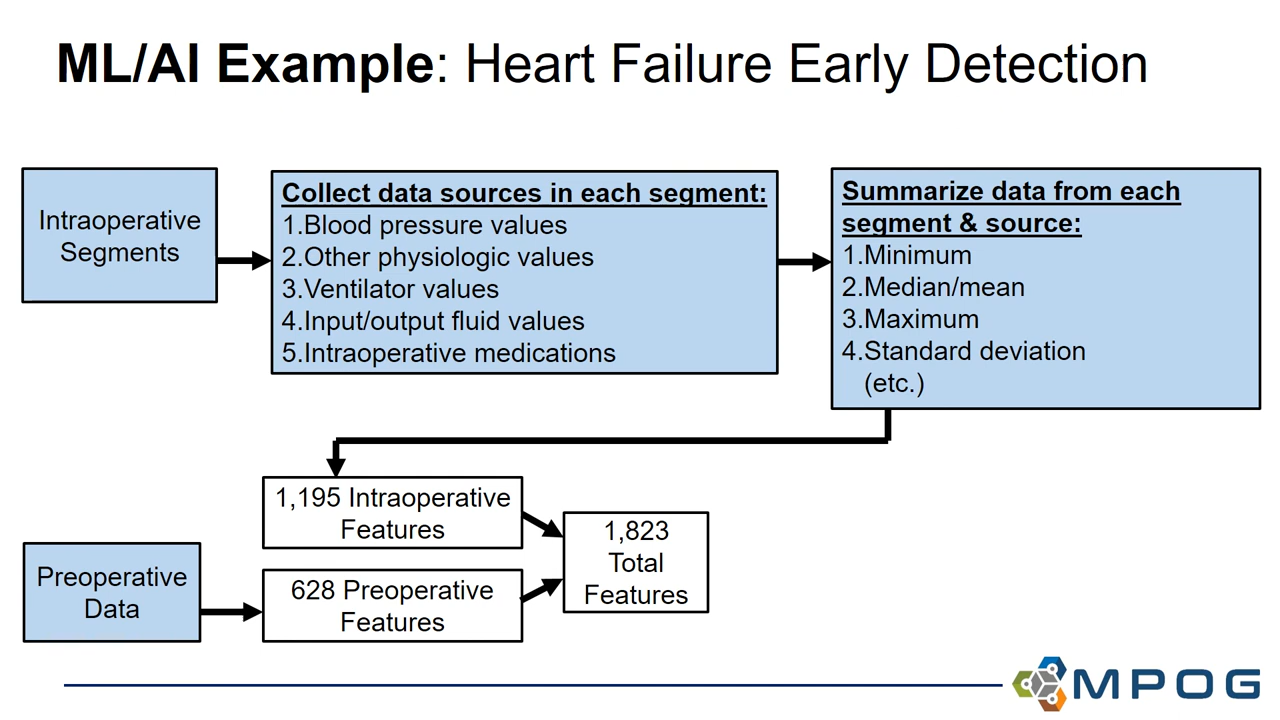 ML/AI Example: Heart Failure Early Detection
Intraoperative
Segments
Collect data sources in each segment:
1.Blood pressure values
2.Other physiologic values
3.Ventilator values
4.Input/output fluid values
5.Intraoperative medications
Summarize data from each
segment & source:
1.Minimum
2.Median/mean
3.Maximum
4.Standard deviation
(etc.)
1,195 Intraoperative
Features
Preoperative
Data
628 Preoperative
Features
1,823
Total
Features
MPOG